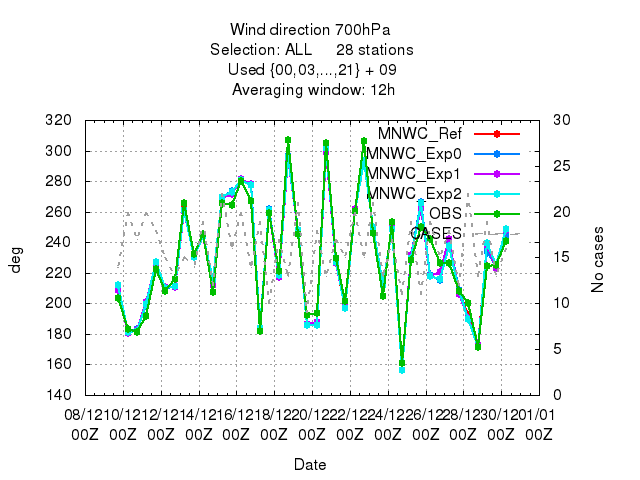 Wind direction 700hPa
Selection: ALL 28 stations
Used {00,03,...,21} + 09
Averaging window: 12h
320
300
280
260
240
220
200
180
160
140
deg
30
25
20
15
10
5
0
No cases
MNWC_Ref
MNWC_Exp0
MNWC_Exp1
MNWC_Exp2
OBS
CASES
08/12 10/12 12/12 14/12 16/12 18/12 20/12 22/12 24/12 26/12 28/12 30/12 01/01
00Z 00Z 00Z 00Z 00Z 00Z 00Z 00Z 00Z 00Z 00Z 00Z 00Z
Date